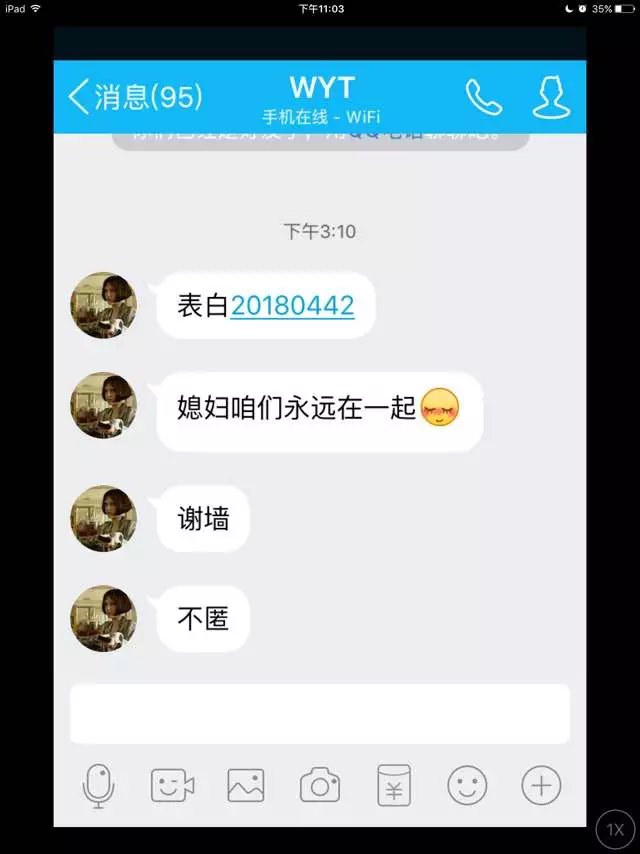 iPad
下午11:03
35%
消息(95)
WYT
手机在线 - WiFi
下午3:10
表白20180442
媳妇咱们永远在一起
谢墙
不匿
1X